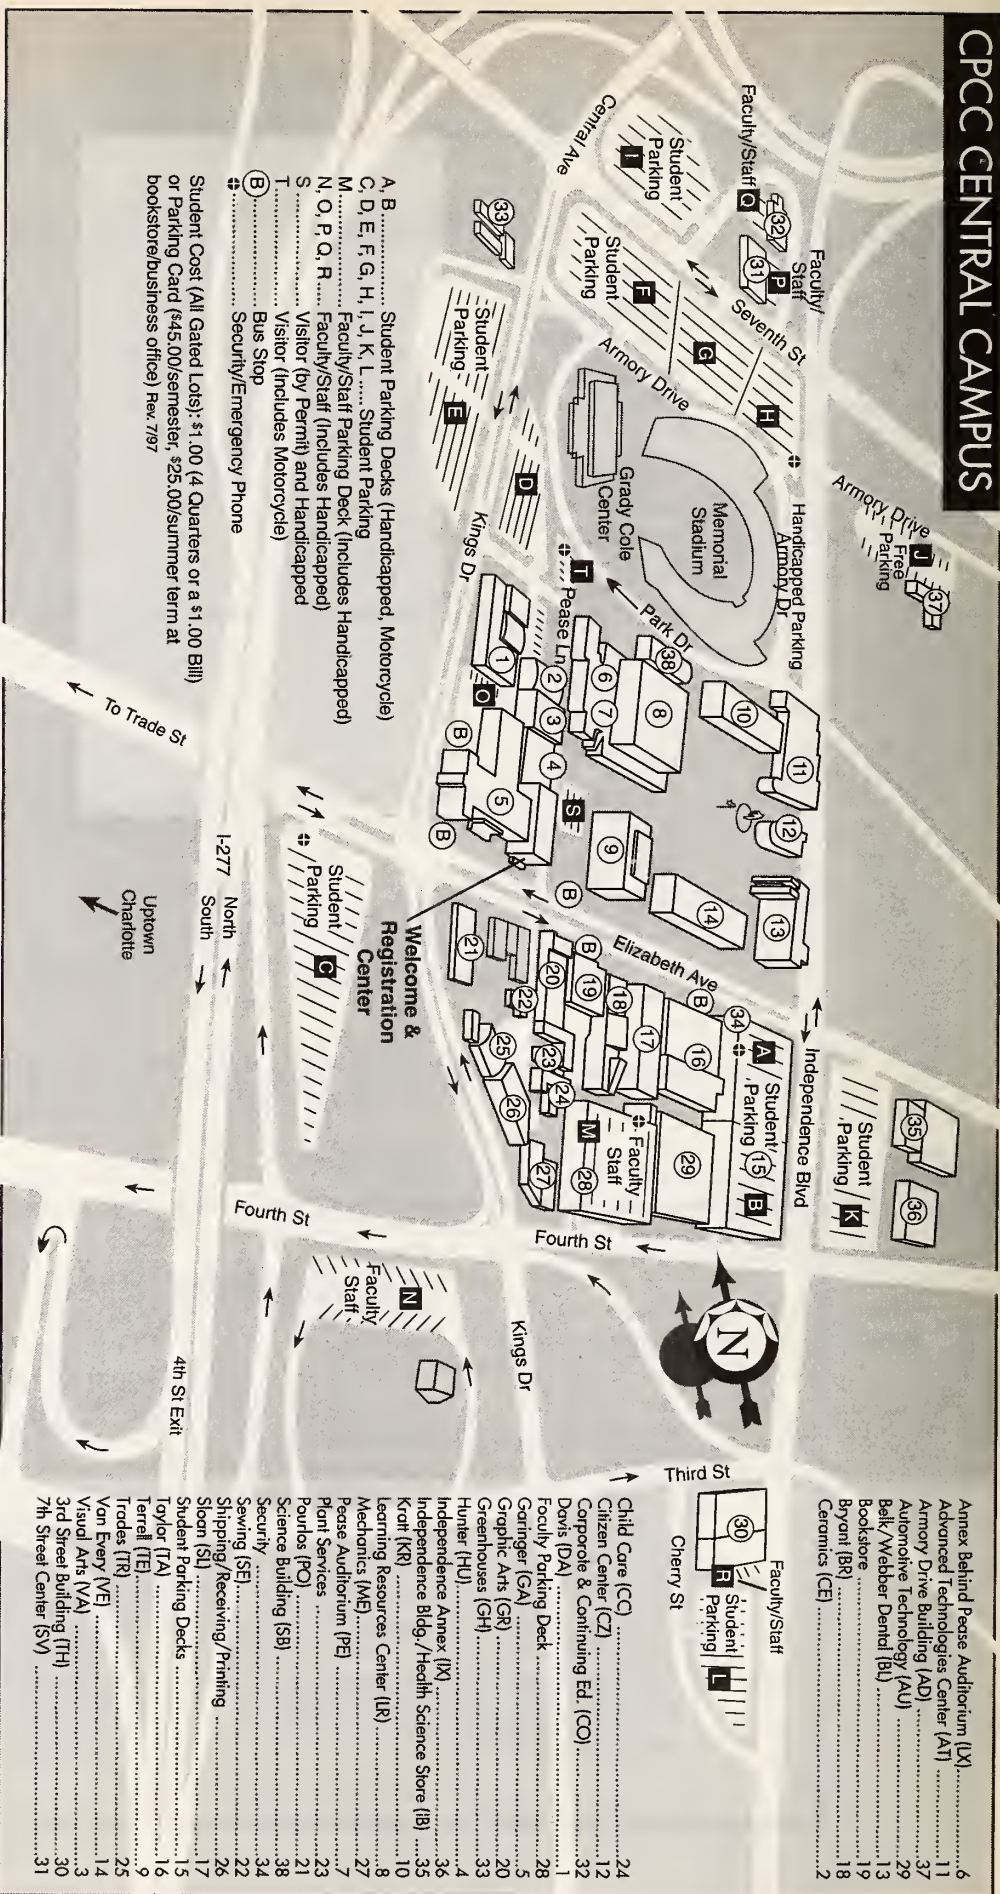 CPCC CENTRAL CAMPUS
Central Ave
Student
Parking
I
Faculty/Staff
Q
32
31
P
Faculty/
Staff
Seventh St
Student
Parking
F
G
H
Armory Drive
Armory Drive
J
Free
Parking
37
Handicapped Parking
Armory Dr
Memorial
Stadium
Grady Cole
Center
33
Student
Parking
E
D
Kings Dr
T
Pease Ln
Park Dr
38
1
2
3
4
5
6
7
8
9
10
11
12
13
14
O
S
B
B
B
B
B
Elizabeth Ave
Welcome &
Registration
Center
Student
Parking
C
21
22
20
19
18
17
16
34
A
Student
Parking
15
B
23
24
25
26
27
M
Faculty
Staff
28
29
Independence Blvd
Student
Parking
K
35
36
To Trade St
I-277
North
South
Uptown
Charlotte
Fourth St
Fourth St
Faculty
Staff
N
Kings Dr
4th St Exit
N
Third St
30
R
Cherry St
Faculty/Staff
Student
Parking
L
A, B ............ Student Parking Decks (Handicapped, Motorcycle)
C, D, E, F, G, H, I, J, K, L ..... Student Parking
M ............ Faculty/Staff Parking Deck (Includes Handicapped)
N, O, P, Q, R ..... Faculty/Staff (Includes Handicapped)
S ............ Visitor (by Permit) and Handicapped
T ............ Visitor (Includes Motorcycle)
B ............ Bus Stop
⊕ ............ Security/Emergency Phone
Student Cost (All Gated Lots): $1.00 (4 Quarters or a $1.00 Bill)
or Parking Card ($45.00/semester, $25.00/summer term at
bookstore/business office) Rev. 7/97
Annex Behind Pease Auditorium (LX) ..... 6
Advanced Technologies Center (AT) ..... 11
Armory Drive Building (AD) ..... 37
Automotive Technology (AU) ..... 29
Belk/Webber Dental (BL) ..... 13
Bookstore ..... 19
Bryant (BR) ..... 18
Ceramics (CE) ..... 2
Child Care (CC) ..... 24
Citizen Center (CZ) ..... 12
Corporate & Continuing Ed. (CO) ..... 32
Davis (DA) ..... 1
Faculty Parking Deck ..... 28
Garinger (GA) ..... 5
Graphic Arts (GR) ..... 20
Greenhouses (GH) ..... 33
Hunter (HU) ..... 4
Independence Annex (IX) ..... 36
Independence Bldg./Health Science Store (IB) ..... 35
Kratt (KR) ..... 10
Learning Resources Center (LR) ..... 8
Mechanics (ME) ..... 27
Pease Auditorium (PE) ..... 7
Plant Services ..... 23
Pourlos (PO) ..... 21
Science Building (SB) ..... 38
Security ..... 34
Sewing (SE) ..... 22
Shipping/Receiving/Printing ..... 26
Sloan (SL) ..... 17
Student Parking Decks ..... 15
Taylor (TA) ..... 16
Terrell (TE) ..... 9
Trades (TR) ..... 25
Van Every (VE) ..... 14
Visual Arts (VA) ..... 3
3rd Street Building (TH) ..... 30
7th Street Center (SV) ..... 31